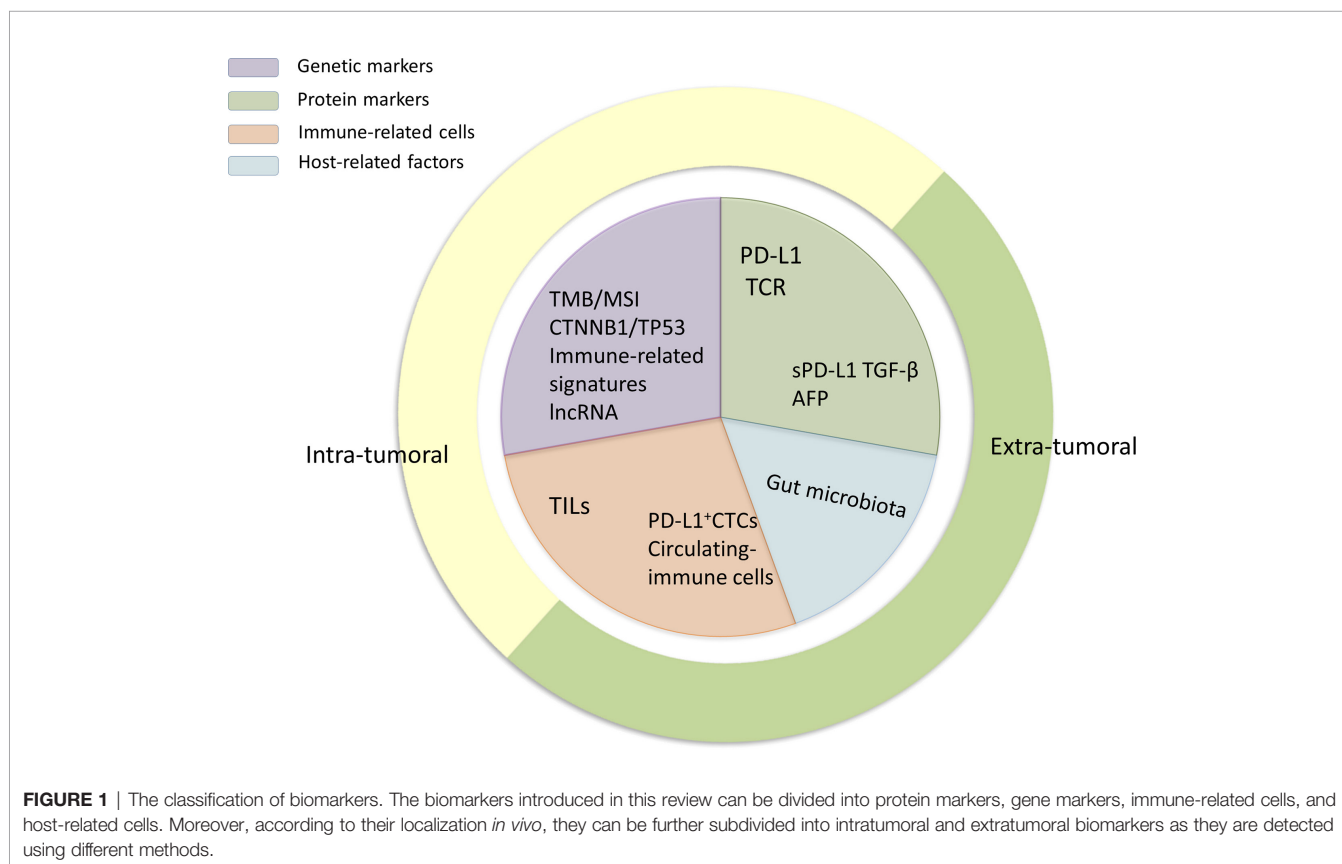 Genetic markers
Protein markers
Immune-related cells
Host-related factors
PD-L1
TCR
TMB/MSI
CTNNB1/TP53
Immune-related
signatures
lncRNA
sPD-L1 TGF-β
AFP
Intra-tumoral
Extra-tumoral
Gut microbiota
TILs
PD-L1⁺CTCs
Circulating-
immune cells
FIGURE 1 | The classification of biomarkers. The biomarkers introduced in this review can be divided into protein markers, gene markers, immune-related cells, and
host-related cells. Moreover, according to their localization in vivo, they can be further subdivided into intratumoral and extratumoral biomarkers as they are detected
using different methods.